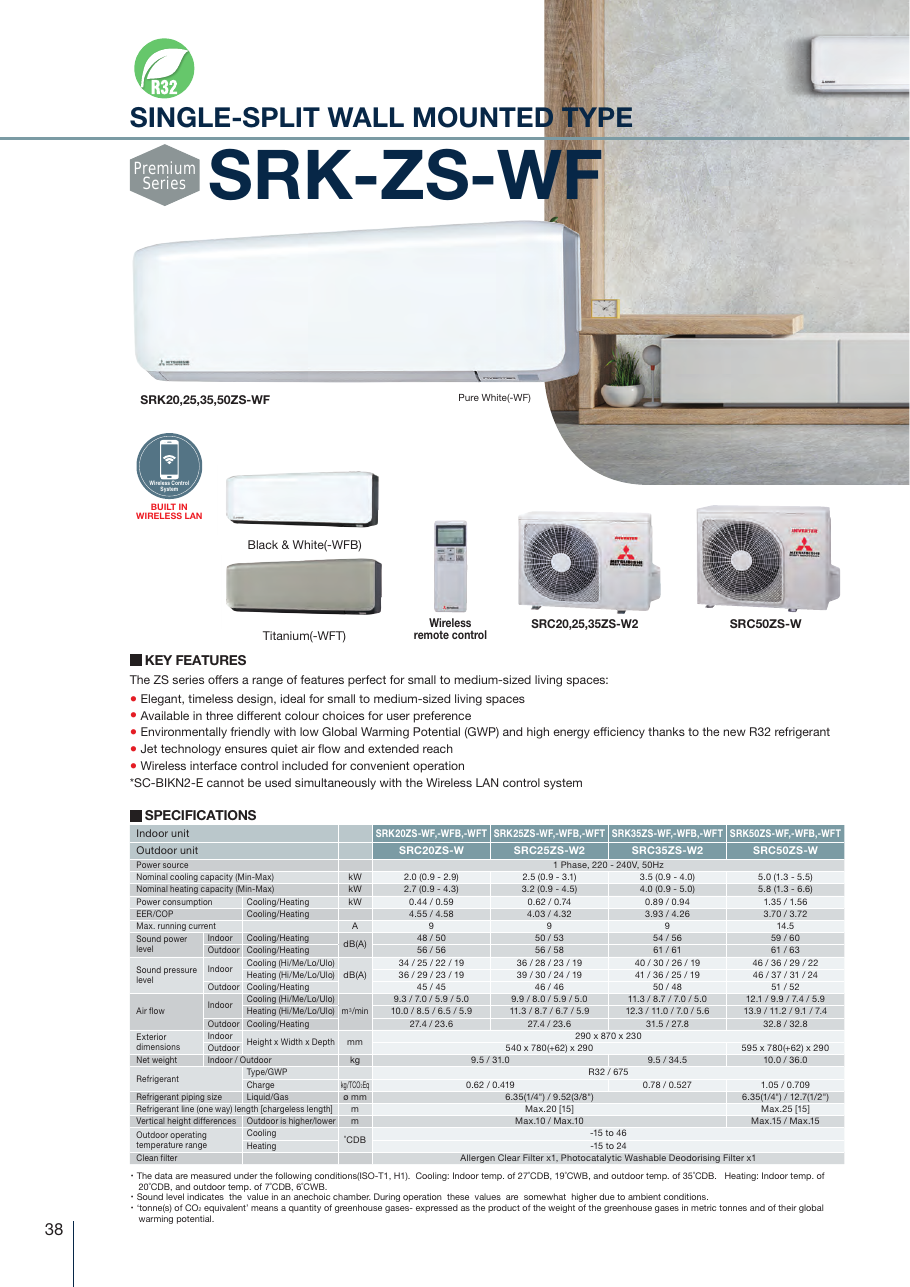 R32
SINGLE-SPLIT WALL MOUNTED TYPE
Premium
Series
SRK-ZS-WF
SRK20,25,35,50ZS-WF
Pure White(-WF)
Wireless Control
System
BUILT IN
WIRELESS LAN
Black & White(-WFB)
Titanium(-WFT)
Wireless
remote control
INVERTER
SRC20,25,35ZS-W2
INVERTER
SRC50ZS-W
KEY FEATURES
The ZS series offers a range of features perfect for small to medium-sized living spaces:
● Elegant, timeless design, ideal for small to medium-sized living spaces
● Available in three different colour choices for user preference
● Environmentally friendly with low Global Warming Potential (GWP) and high energy efficiency thanks to the new R32 refrigerant
● Jet technology ensures quiet air flow and extended reach
● Wireless interface control included for convenient operation
*SC-BIKN2-E cannot be used simultaneously with the Wireless LAN control system
SPECIFICATIONS
Indoor unit SRK20ZS-WF,-WFB,-WFT SRK25ZS-WF,-WFB,-WFT SRK35ZS-WF,-WFB,-WFT SRK50ZS-WF,-WFB,-WFT
Outdoor unit SRC20ZS-W SRC25ZS-W2 SRC35ZS-W2 SRC50ZS-W
Power source 1 Phase, 220 - 240V, 50Hz
Nominal cooling capacity (Min-Max) kW 2.0 (0.9 - 2.9) 2.5 (0.9 - 3.1) 3.5 (0.9 - 4.0) 5.0 (1.3 - 5.5)
Nominal heating capacity (Min-Max) kW 2.7 (0.9 - 4.3) 3.2 (0.9 - 4.5) 4.0 (0.9 - 5.0) 5.8 (1.3 - 6.6)
Power consumption Cooling/Heating kW 0.44 / 0.59 0.62 / 0.74 0.89 / 0.94 1.35 / 1.56
EER/COP Cooling/Heating 4.55 / 4.58 4.03 / 4.32 3.93 / 4.26 3.70 / 3.72
Max. running current A 9 9 9 14.5
Sound power level Indoor Cooling/Heating dB(A) 48 / 50 50 / 53 54 / 56 59 / 60
Outdoor Cooling/Heating 56 / 56 56 / 58 61 / 61 61 / 63
Sound pressure level Indoor Cooling (Hi/Me/Lo/Ulo) dB(A) 34 / 25 / 22 / 19 36 / 28 / 23 / 19 40 / 30 / 26 / 19 46 / 36 / 29 / 22
Heating (Hi/Me/Lo/Ulo) 36 / 29 / 23 / 19 39 / 30 / 24 / 19 41 / 36 / 25 / 19 46 / 37 / 31 / 24
Outdoor Cooling/Heating 45 / 45 46 / 46 50 / 48 51 / 52
Air flow Indoor Cooling (Hi/Me/Lo/Ulo) m³/min 9.3 / 7.0 / 5.9 / 5.0 9.9 / 8.0 / 5.9 / 5.0 11.3 / 8.7 / 7.0 / 5.0 12.1 / 9.9 / 7.4 / 5.9
Heating (Hi/Me/Lo/Ulo) 10.0 / 8.5 / 6.5 / 5.9 11.3 / 8.7 / 6.7 / 5.9 12.3 / 11.0 / 7.0 / 5.6 13.9 / 11.2 / 9.1 / 7.4
Outdoor Cooling/Heating 27.4 / 23.6 27.4 / 23.6 31.5 / 27.8 32.8 / 32.8
Exterior dimensions Indoor Height x Width x Depth mm 290 x 870 x 230
Outdoor 540 x 780(+62) x 290 595 x 780(+62) x 290
Net weight Indoor / Outdoor kg 9.5 / 31.0 9.5 / 34.5 10.0 / 36.0
Refrigerant Type/GWP R32 / 675
Charge kg/TCO₂Eq 0.62 / 0.419 0.78 / 0.527 1.05 / 0.709
Refrigerant piping size Liquid/Gas ø mm 6.35(1/4") / 9.52(3/8") 6.35(1/4") / 12.7(1/2")
Refrigerant line (one way) length [chargeless length] m Max.20 [15] Max.25 [15]
Vertical height differences Outdoor is higher/lower m Max.10 / Max.10 Max.15 / Max.15
Outdoor operating temperature range Cooling ˚CDB -15 to 46
Heating -15 to 24
Clean filter Allergen Clear Filter x1, Photocatalytic Washable Deodorising Filter x1
・The data are measured under the following conditions(ISO-T1, H1). Cooling: Indoor temp. of 27˚CDB, 19˚CWB, and outdoor temp. of 35˚CDB. Heating: Indoor temp. of
20˚CDB, and outdoor temp. of 7˚CDB, 6˚CWB.
・Sound level indicates the value in an anechoic chamber. During operation these values are somewhat higher due to ambient conditions.
・'tonne(s) of CO₂ equivalent' means a quantity of greenhouse gases- expressed as the product of the weight of the greenhouse gases in metric tonnes and of their global
warming potential.
38